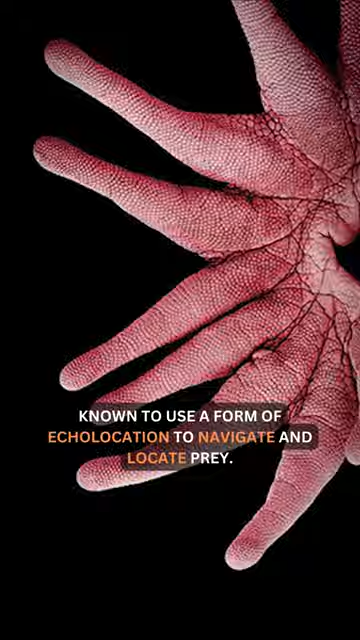 KNOWN TO USE A FORM OF
ECHOLOCATION TO NAVIGATE AND
LOCATE PREY.